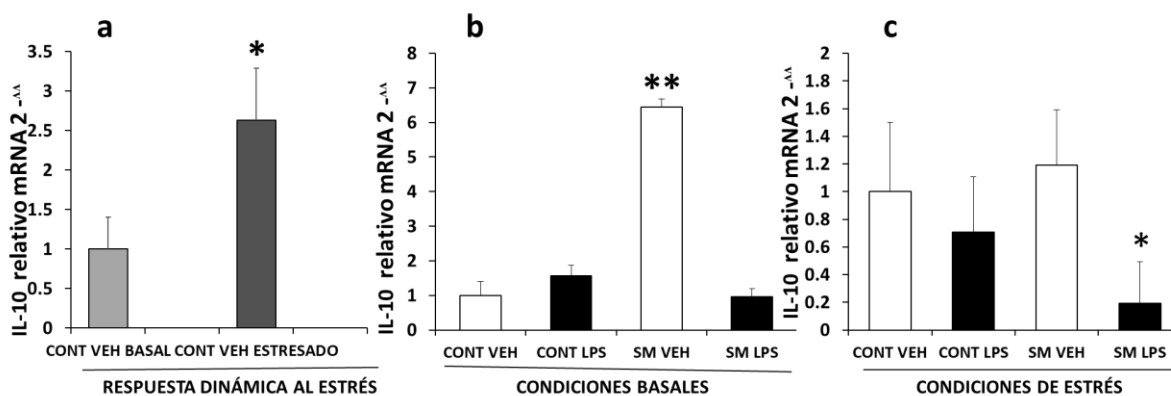 a
IL-10 relativo mRNA 2 -^^
3.5
3
2.5
2
1.5
1
0.5
0
*
CONT VEH BASAL CONT VEH ESTRESADO
RESPUESTA DINÁMICA AL ESTRÉS
b
IL-10 relativo mRNA 2 -^^
8
7
6
5
4
3
2
1
0
**
CONT VEH CONT LPS SM VEH SM LPS
CONDICIONES BASALES
c
IL-10 relativo mRNA 2 -^^
2
1.8
1.6
1.4
1.2
1
0.8
0.6
0.4
0.2
0
*
CONT VEH CONT LPS SM VEH SM LPS
CONDICIONES DE ESTRÉS